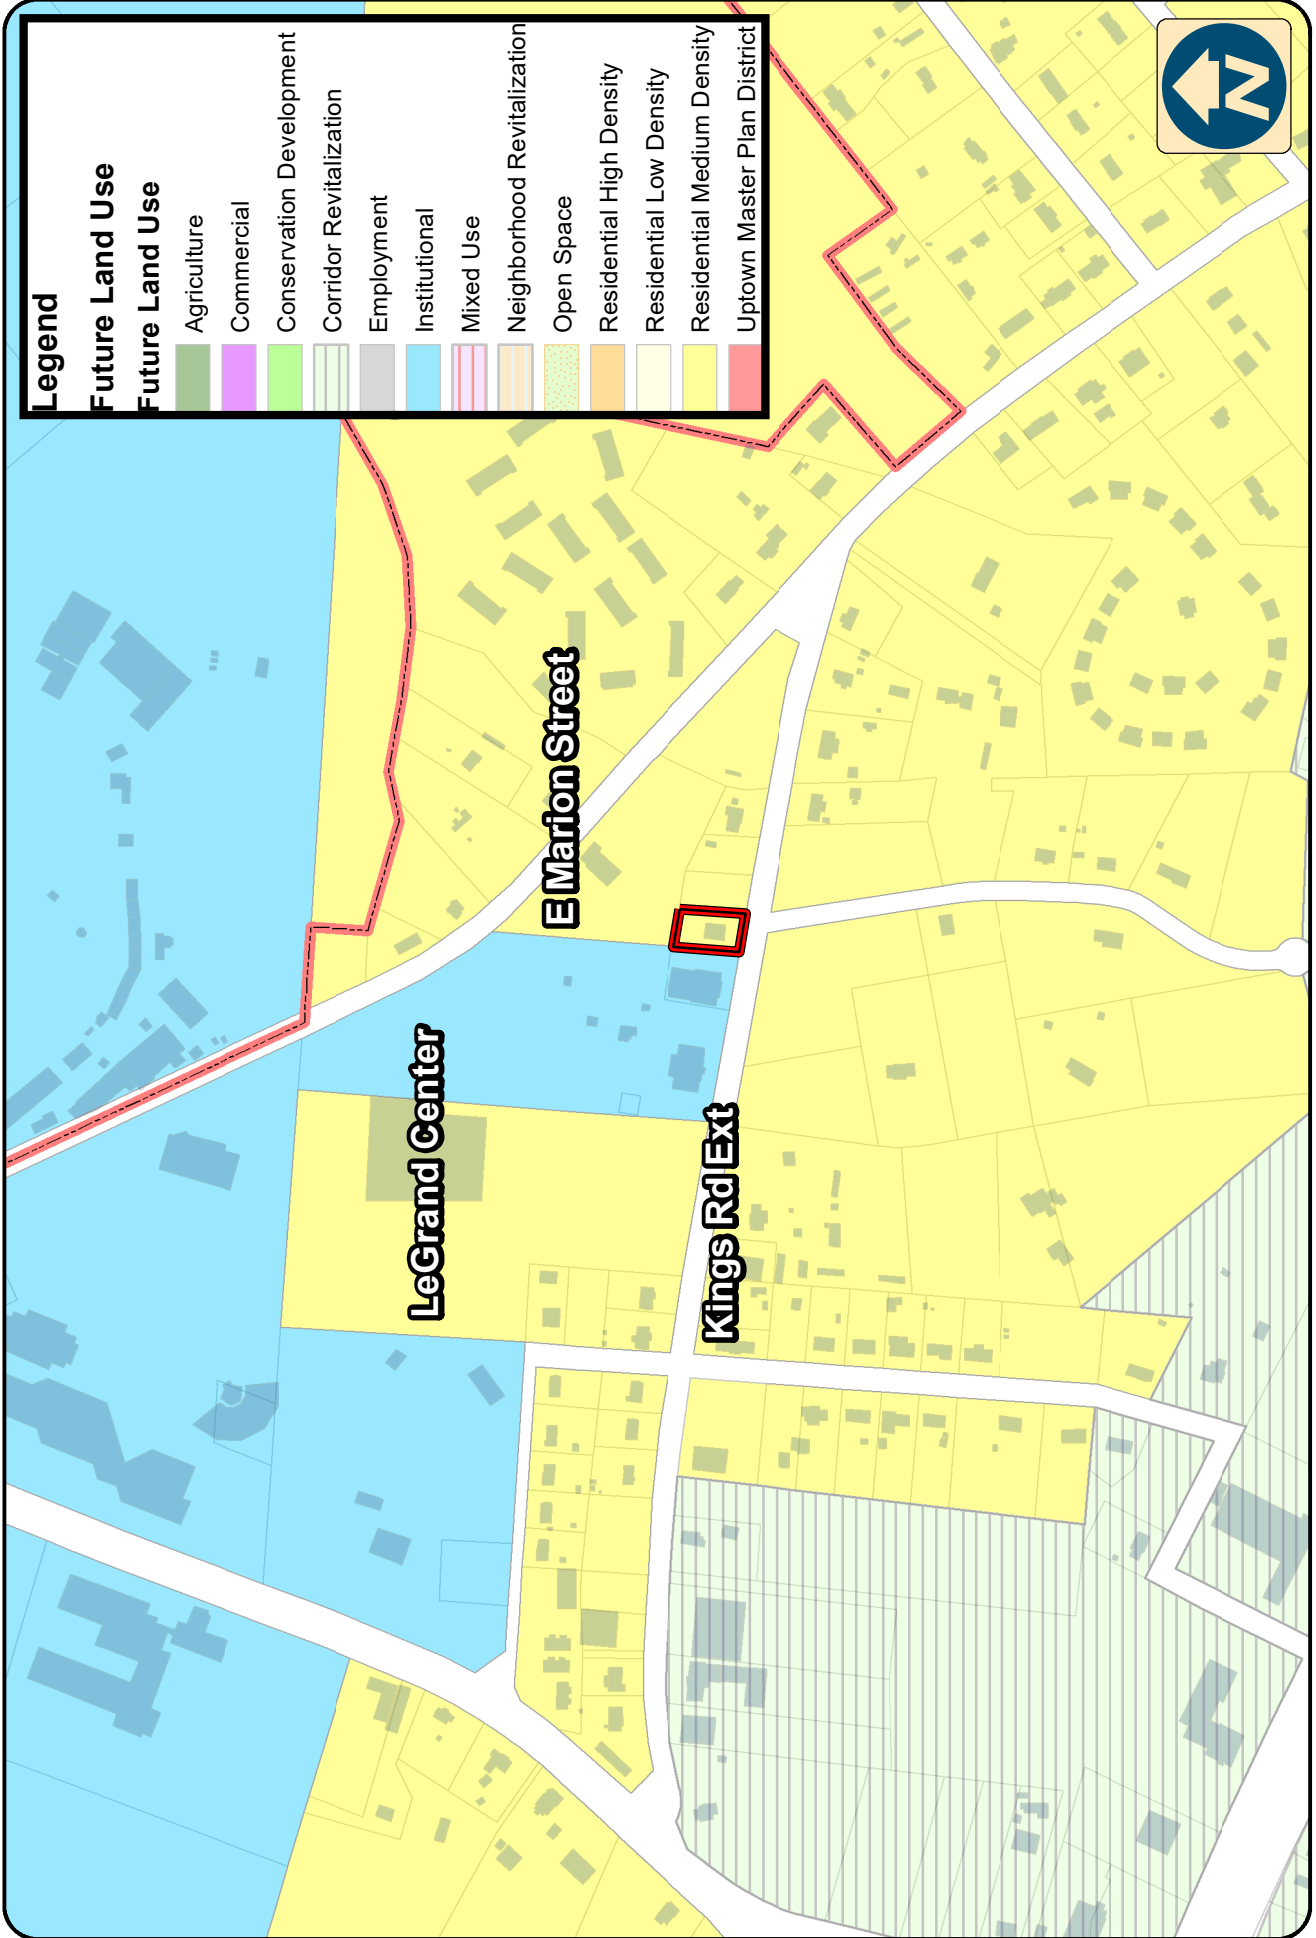 Legend
Future Land Use
Future Land Use
Agriculture
Commercial
Conservation Development
Corridor Revitalization
Employment
Institutional
Mixed Use
Neighborhood Revitalization
Open Space
Residential High Density
Residential Low Density
Residential Medium Density
Uptown Master Plan District
N
LeGrand Center
E Marion Street
Kings Rd Ext